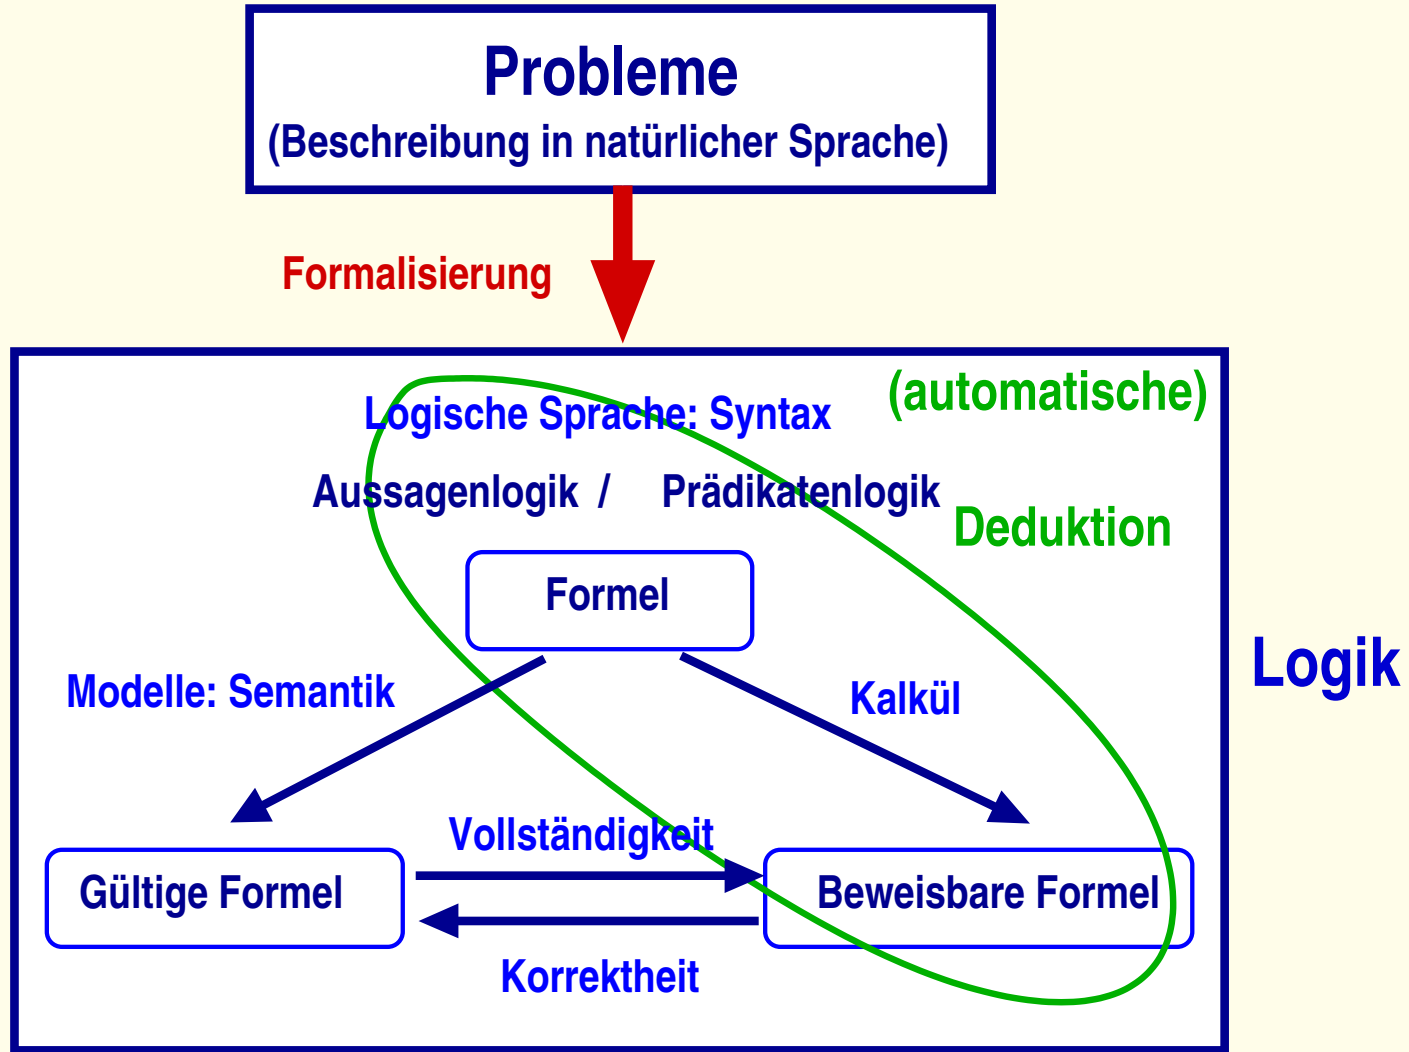 Probleme
(Beschreibung in natürlicher Sprache)
Formalisierung
(automatische)
Logische Sprache: Syntax
Aussagenlogik / Prädikatenlogik
Deduktion
Formel
Logik
Modelle: Semantik
Kalkül
Vollständigkeit
Gültige Formel
Beweisbare Formel
Korrektheit